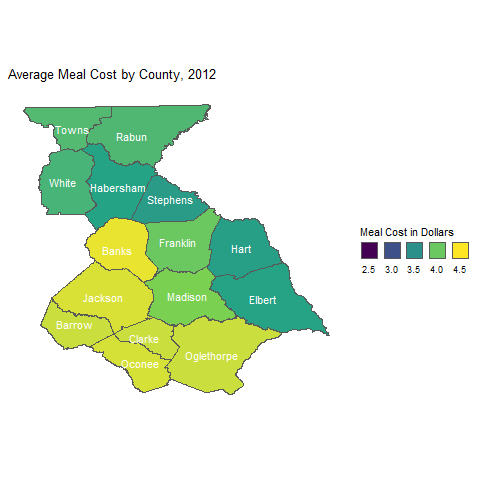 Average Meal Cost by County, 2012
Towns
Rabun
White
Habersham
Stephens
Banks
Franklin
Hart
Jackson
Madison
Elbert
Barrow
Clarke
Oconee
Oglethorpe
Meal Cost in Dollars
2.5 3.0 3.5 4.0 4.5